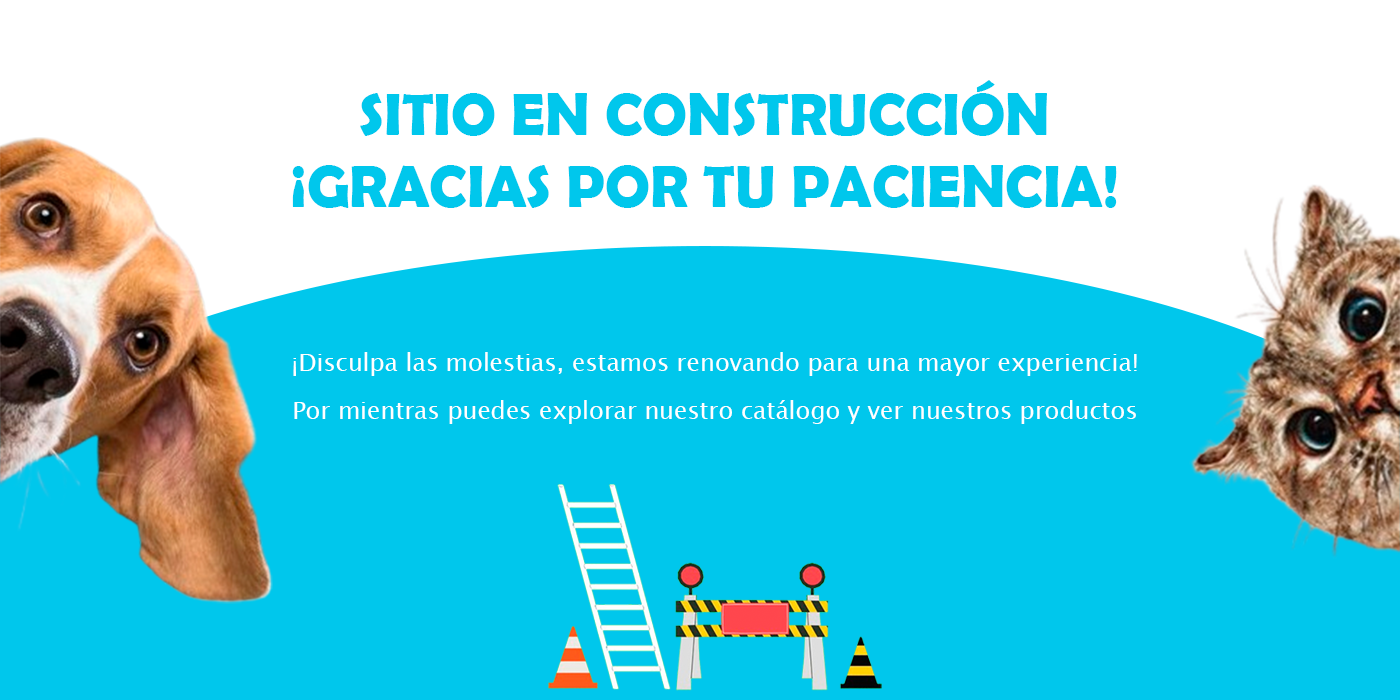 SITIO EN CONSTRUCCIÓN
¡GRACIAS POR TU PACIENCIA!
¡Disculpa las molestias, estamos renovando para una mayor experiencia!
Por mientras puedes explorar nuestro catálogo y ver nuestros productos